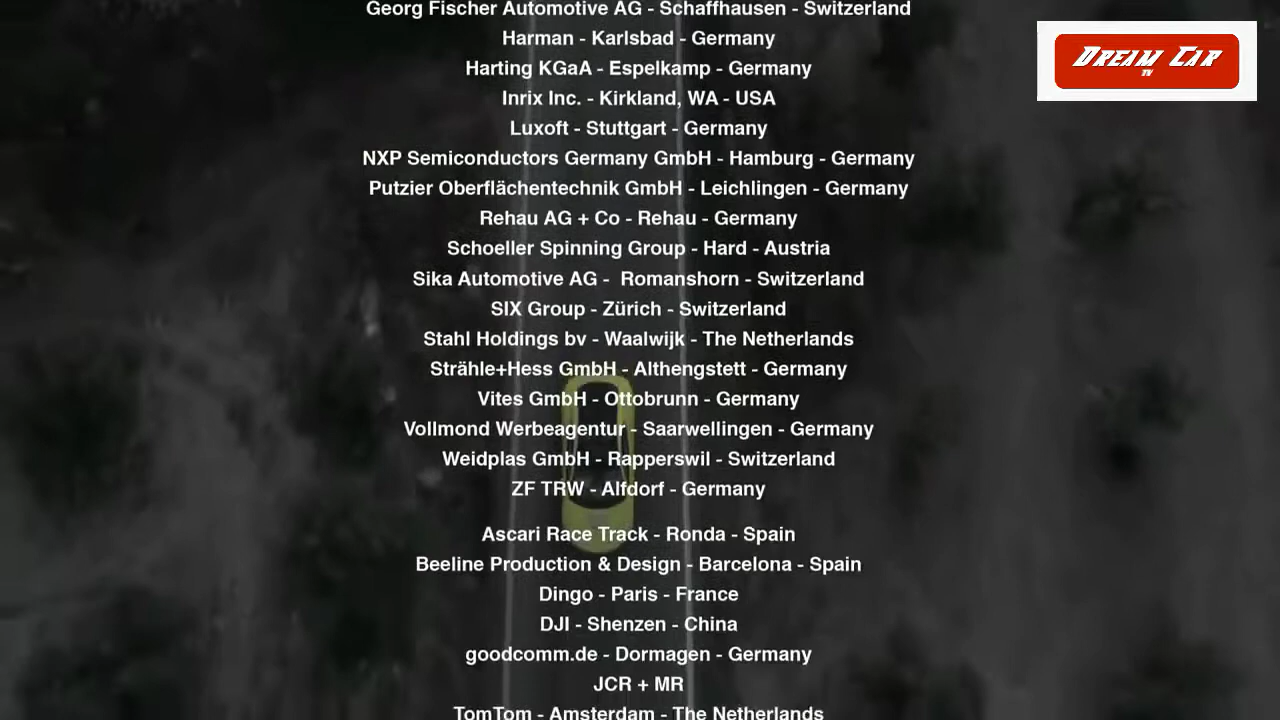 Georg Fischer Automotive AG - Schaffhausen - Switzerland
Harman - Karlsbad - Germany
Harting KGaA - Espelkamp - Germany
Inrix Inc. - Kirkland, WA - USA
Luxoft - Stuttgart - Germany
NXP Semiconductors Germany GmbH - Hamburg - Germany
Putzier Oberflächentechnik GmbH - Leichlingen - Germany
Rehau AG + Co - Rehau - Germany
Schoeller Spinning Group - Hard - Austria
Sika Automotive AG -  Romanshorn - Switzerland
SIX Group - Zürich - Switzerland
Stahl Holdings bv - Waalwijk - The Netherlands
Strähle+Hess GmbH - Althengstett - Germany
Vites GmbH - Ottobrunn - Germany
Vollmond Werbeagentur - Saarwellingen - Germany
Weidplas GmbH - Rapperswil - Switzerland
ZF TRW - Alfdorf - Germany
Ascari Race Track - Ronda - Spain
Beeline Production & Design - Barcelona - Spain
Dingo - Paris - France
DJI - Shenzen - China
goodcomm.de - Dormagen - Germany
JCR + MR
TomTom - Amsterdam - The Netherlands
DREAM CAR
TV